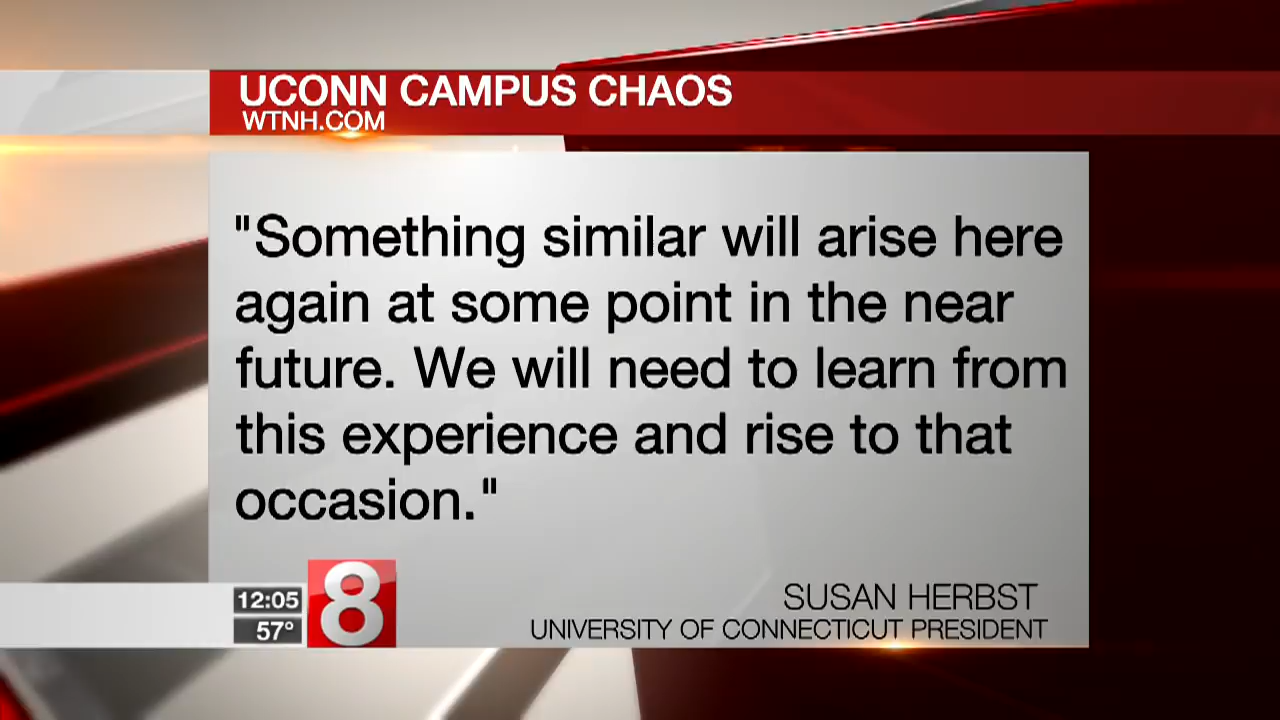 UCONN CAMPUS CHAOS
WTNH.COM
"Something similar will arise here
again at some point in the near
future. We will need to learn from
this experience and rise to that
occasion."
SUSAN HERBST
UNIVERSITY OF CONNECTICUT PRESIDENT
12:05
57°
8